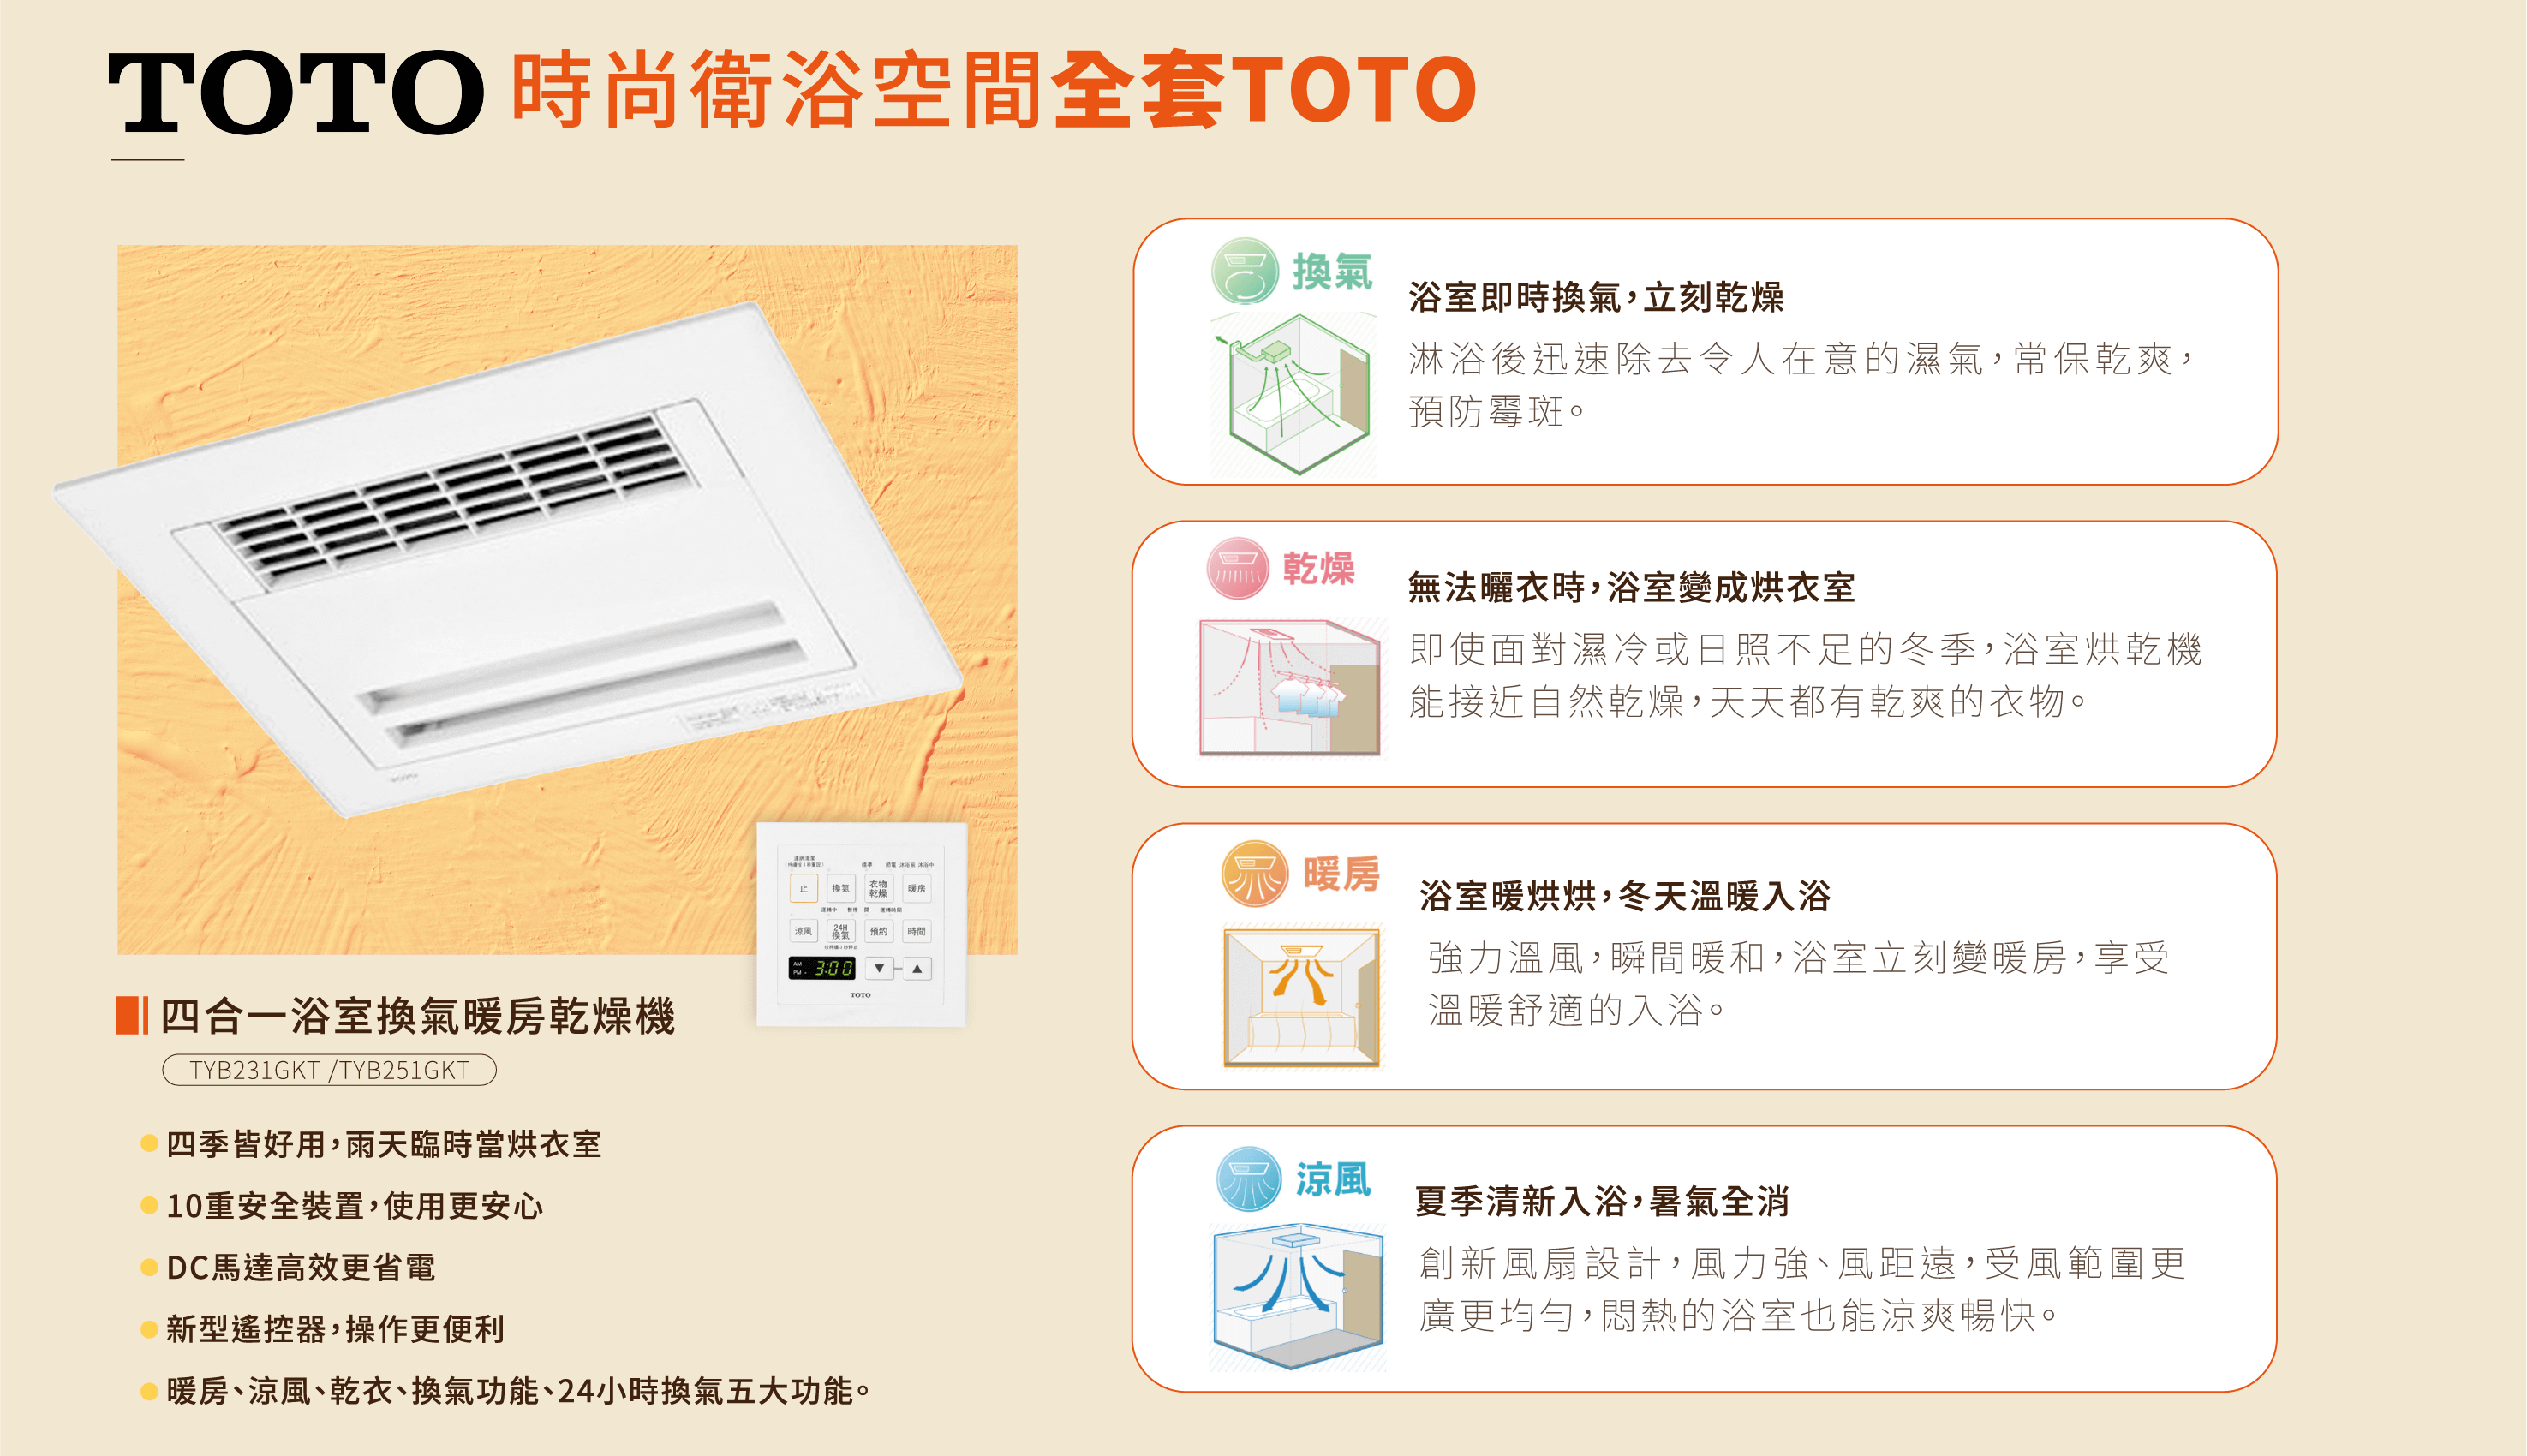 TOTO 時尚衛浴空間全套TOTO
止
換氣
衣物
乾燥
暖房
涼風
24H
換氣
預約
時間
AM
PM
3:00
TOTO
四合一浴室換氣暖房乾燥機
TYB231GKT /TYB251GKT
四季皆好用，雨天臨時當烘衣室
10重安全裝置，使用更安心
DC馬達高效更省電
新型遙控器，操作更便利
暖房、涼風、乾衣、換氣功能、24小時換氣五大功能。
換氣
浴室即時換氣，立刻乾燥
淋浴後迅速除去令人在意的濕氣，常保乾爽，
預防霉斑。
乾燥
無法曬衣時，浴室變成烘衣室
即使面對濕冷或日照不足的冬季，浴室烘乾機
能接近自然乾燥，天天都有乾爽的衣物。
暖房
浴室暖烘烘，冬天溫暖入浴
強力溫風，瞬間暖和，浴室立刻變暖房，享受
溫暖舒適的入浴。
涼風
夏季清新入浴，暑氣全消
創新風扇設計，風力強、風距遠，受風範圍更
廣更均勻，悶熱的浴室也能涼爽暢快。